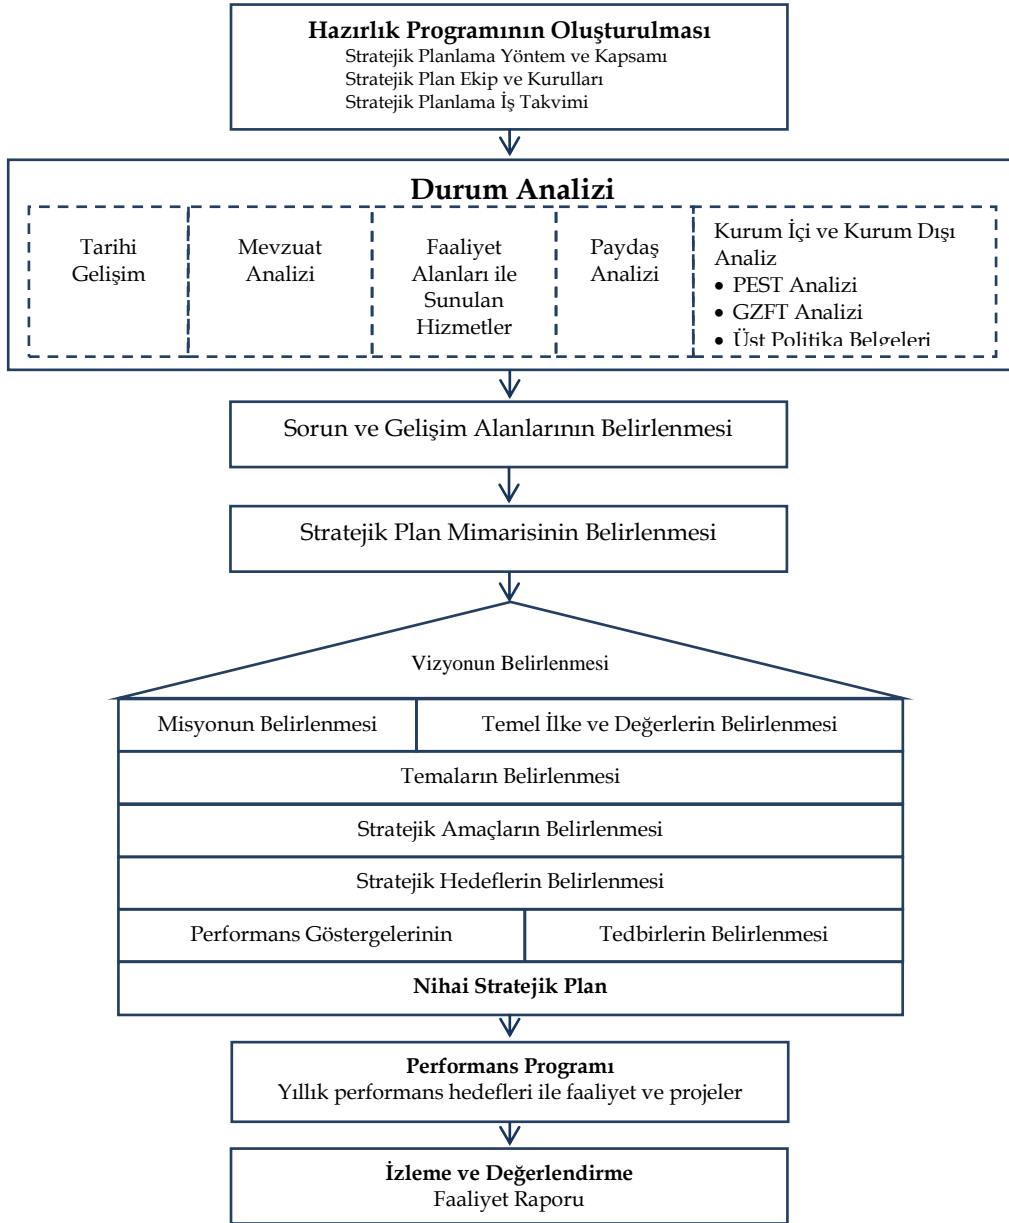 Hazırlık Programının Oluşturulması
Stratejik Planlama Yöntem ve Kapsamı
Stratejik Plan Ekip ve Kurulları
Stratejik Planlama İş Takvimi
Durum Analizi
Tarihi
Gelişim
Mevzuat
Analizi
Faaliyet
Alanları ile
Sunulan
Hizmetler
Paydaş
Analizi
Kurum İçi ve Kurum Dışı
Analiz
• PEST Analizi
• GZFT Analizi
• Üst Politika Belgeleri
Sorun ve Gelişim Alanlarının Belirlenmesi
Stratejik Plan Mimarisinin Belirlenmesi
Vizyonun Belirlenmesi
Misyonun Belirlenmesi
Temel İlke ve Değerlerin Belirlenmesi
Temaların Belirlenmesi
Stratejik Amaçların Belirlenmesi
Stratejik Hedeflerin Belirlenmesi
Performans Göstergelerinin
Tedbirlerin Belirlenmesi
Nihai Stratejik Plan
Performans Programı
Yıllık performans hedefleri ile faaliyet ve projeler
İzleme ve Değerlendirme
Faaliyet Raporu